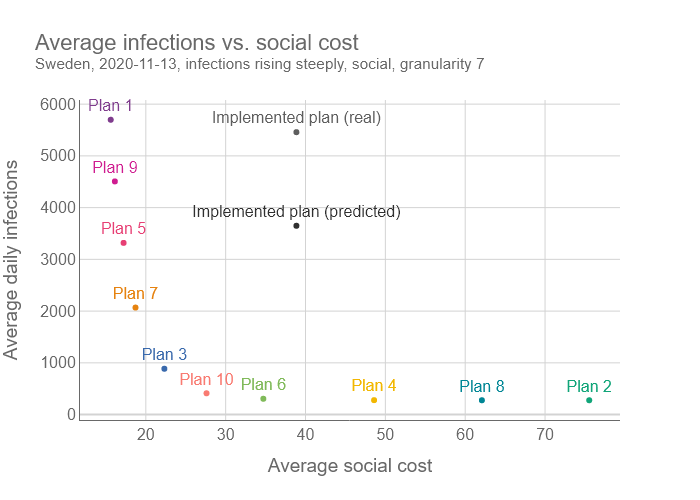 Average infections vs. social cost
Sweden, 2020-11-13, infections rising steeply, social, granularity 7
Average daily infections
6000
5000
4000
3000
2000
1000
0
Plan 1
Implemented plan (real)
Plan 9
Implemented plan (predicted)
Plan 5
Plan 7
Plan 3
Plan 10
Plan 6
Plan 4
Plan 8
Plan 2
20 30 40 50 60 70
Average social cost